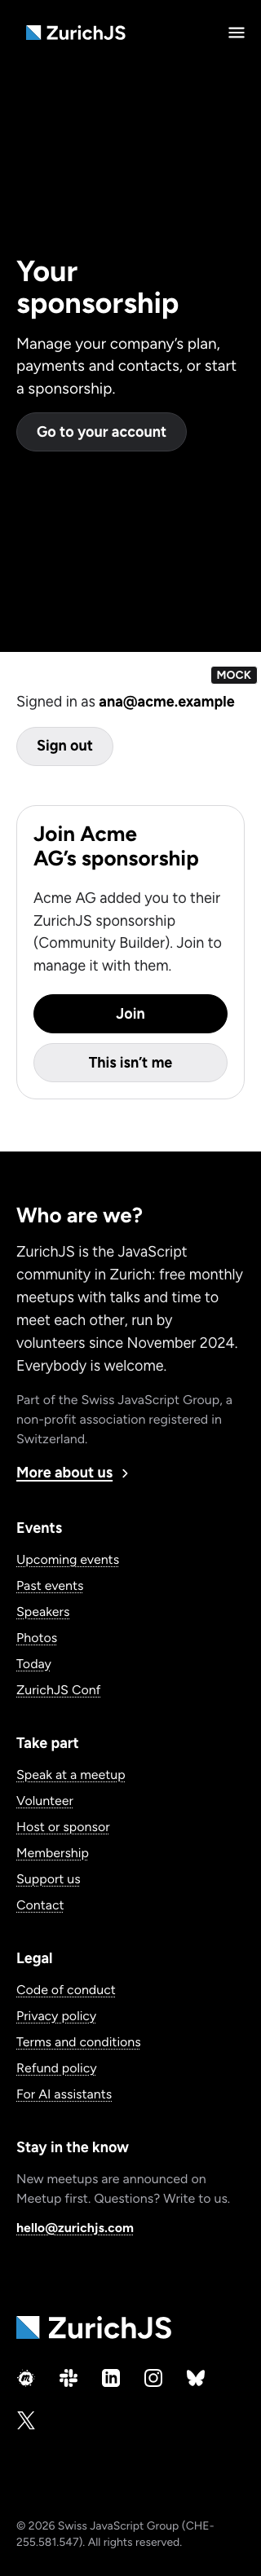 ZurichJS
Your
sponsorship
Manage your company’s plan,
payments and contacts, or start
a sponsorship.
Go to your account
MOCK
Signed in as ana@acme.example
Sign out
Join Acme
AG’s sponsorship
Acme AG added you to their
ZurichJS sponsorship
(Community Builder). Join to
manage it with them.
Join
This isn’t me
Who are we?
ZurichJS is the JavaScript
community in Zurich: free monthly
meetups with talks and time to
meet each other, run by
volunteers since November 2024.
Everybody is welcome.
Part of the Swiss JavaScript Group, a
non-profit association registered in
Switzerland.
More about us
Events
Upcoming events
Past events
Speakers
Photos
Today
ZurichJS Conf
Take part
Speak at a meetup
Volunteer
Host or sponsor
Membership
Support us
Contact
Legal
Code of conduct
Privacy policy
Terms and conditions
Refund policy
For AI assistants
Stay in the know
New meetups are announced on
Meetup first. Questions? Write to us.
hello@zurichjs.com
ZurichJS
© 2026 Swiss JavaScript Group (CHE-
255.581.547). All rights reserved.